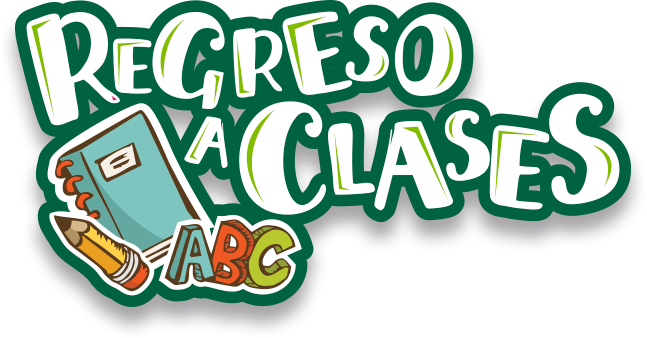 REGRESO
A CLASES
ABC